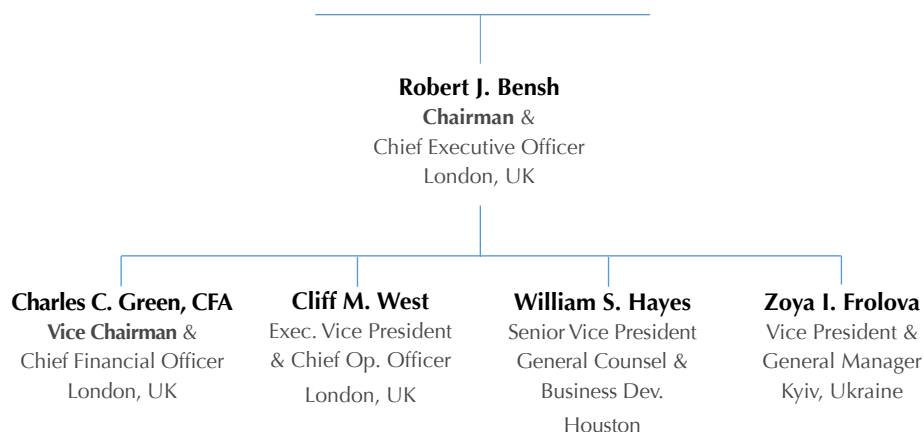 Robert J. Bensh
Chairman &
Chief Executive Officer
London, UK
Charles C. Green, CFA
Vice Chairman &
Chief Financial Officer
London, UK
Cliff M. West
Exec. Vice President
& Chief Op. Officer
London, UK
William S. Hayes
Senior Vice President
General Counsel &
Business Dev.
Houston
Zoya I. Frolova
Vice President &
General Manager
Kyiv, Ukraine